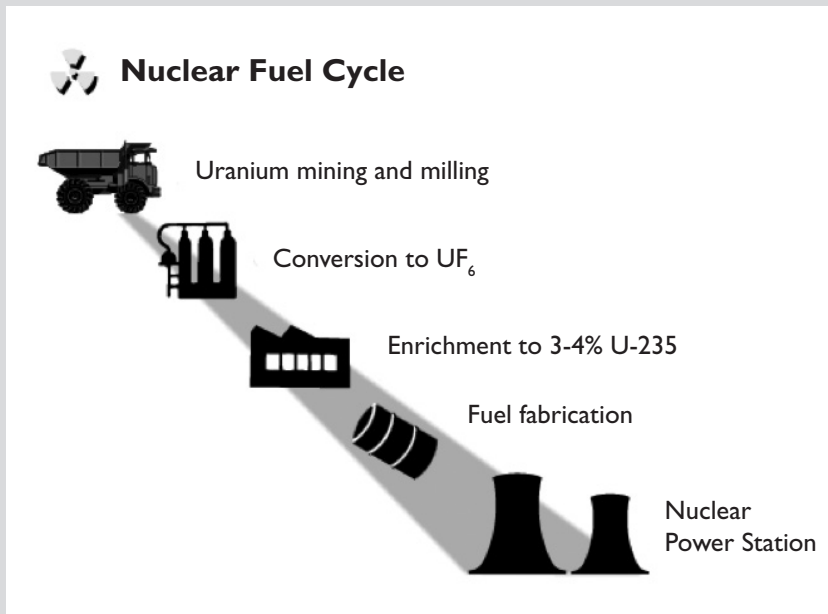 Nuclear Fuel Cycle
Uranium mining and milling
Conversion to UF₆
Enrichment to 3-4% U-235
Fuel fabrication
Nuclear
Power Station